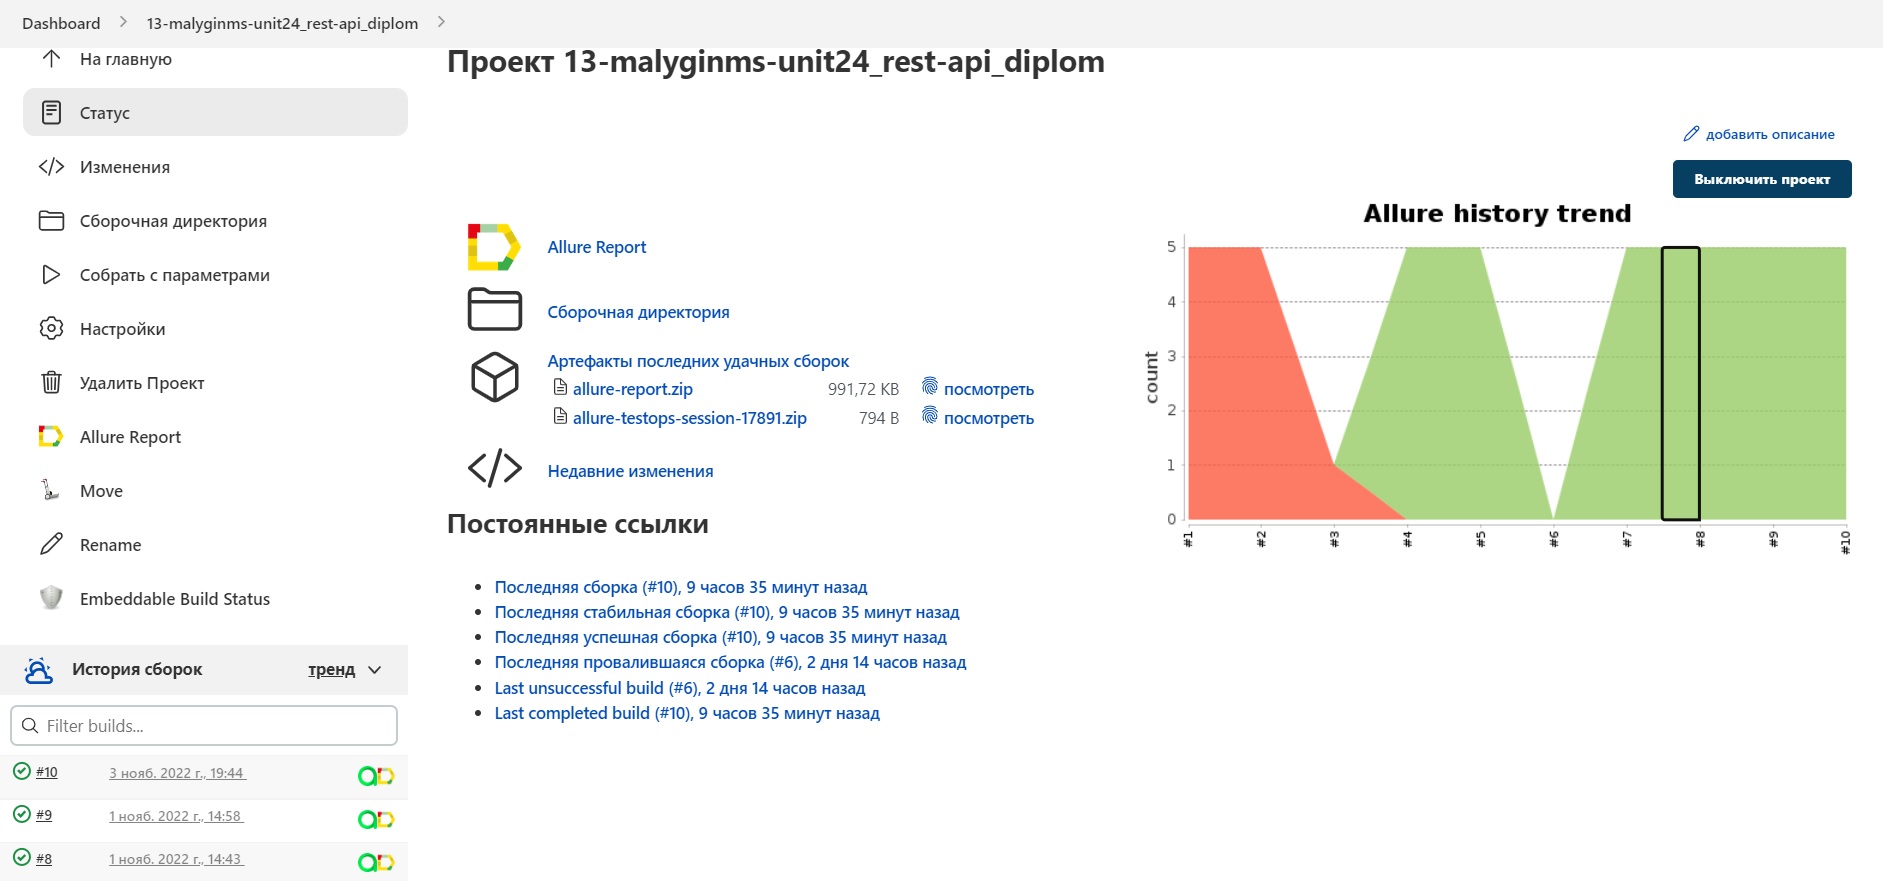 Dashboard 13-malyginms-unit24_rest-api_diplom
На главную
Статус
Изменения
Сборочная директория
Собрать с параметрами
Настройки
Удалить Проект
Allure Report
Move
Rename
Embeddable Build Status
История сборок тренд
Filter builds...
#10 3 нояб. 2022 г., 19:44
#9 1 нояб. 2022 г., 14:58
#8 1 нояб. 2022 г., 14:43
Проект 13-malyginms-unit24_rest-api_diplom
добавить описание
Выключить проект
Allure Report
Сборочная директория
Артефакты последних удачных сборок
allure-report.zip 991,72 KB посмотреть
allure-testops-session-17891.zip 794 B посмотреть
Недавние изменения
Постоянные ссылки
Последняя сборка (#10), 9 часов 35 минут назад
Последняя стабильная сборка (#10), 9 часов 35 минут назад
Последняя успешная сборка (#10), 9 часов 35 минут назад
Последняя провалившаяся сборка (#6), 2 дня 14 часов назад
Last unsuccessful build (#6), 2 дня 14 часов назад
Last completed build (#10), 9 часов 35 минут назад
Allure history trend
count
5
4
3
2
1
0
#1 #2 #3 #4 #5 #6 #7 #8 #9 #10